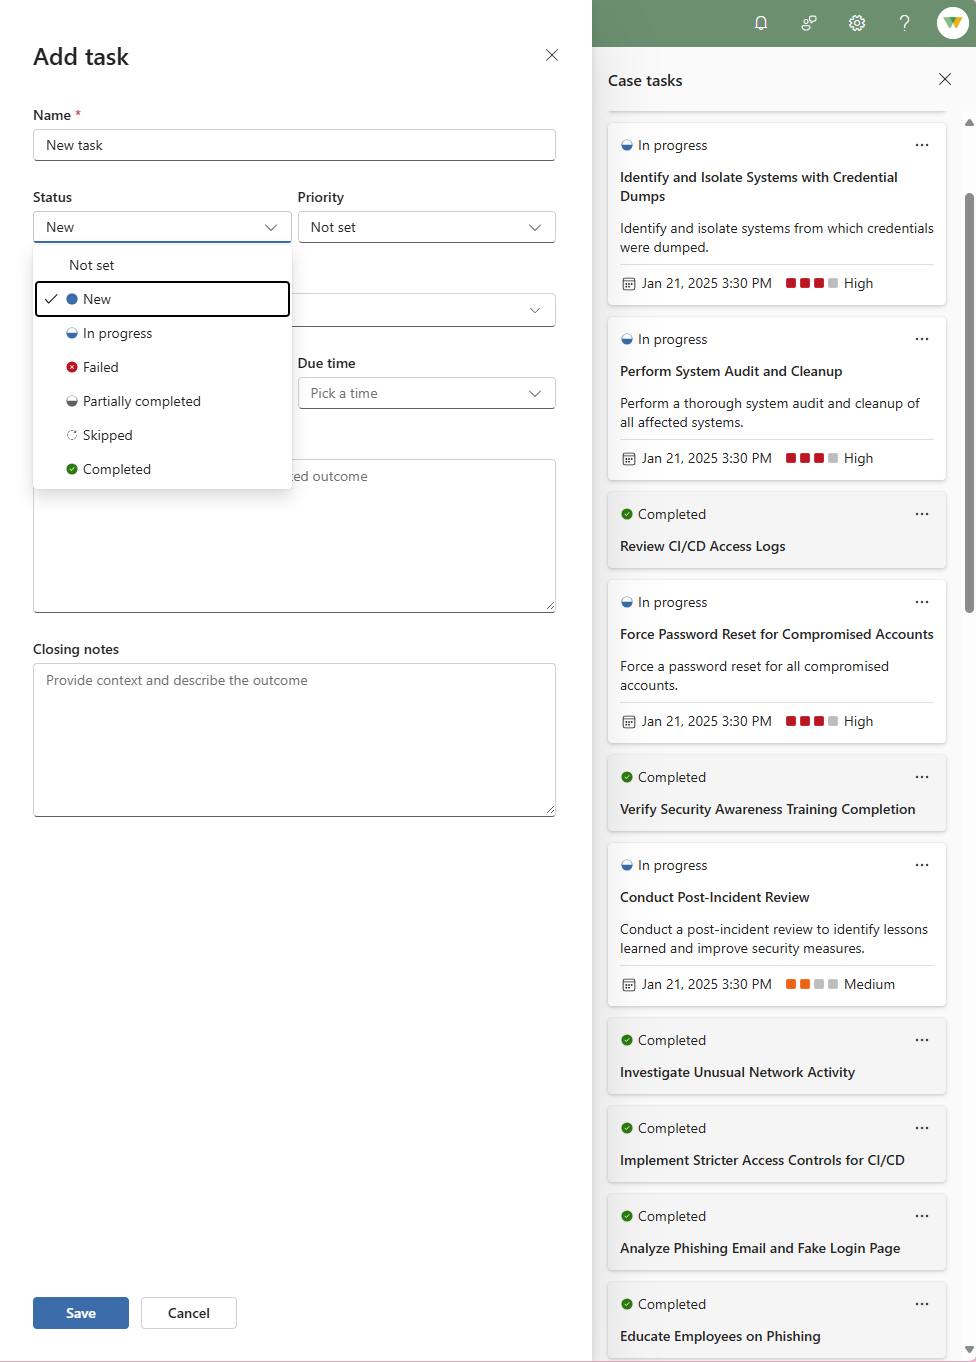 Add task
Name *
New task
Status
Priority
New
Not set
Not set
New
In progress
Failed
Partially completed
Skipped
Completed
Due time
Pick a time
ed outcome
Closing notes
Provide context and describe the outcome
Save
Cancel
Case tasks
In progress
Identify and Isolate Systems with Credential
Dumps
Identify and isolate systems from which credentials
were dumped.
Jan 21, 2025 3:30 PM High
In progress
Perform System Audit and Cleanup
Perform a thorough system audit and cleanup of
all affected systems.
Jan 21, 2025 3:30 PM High
Completed
Review CI/CD Access Logs
In progress
Force Password Reset for Compromised Accounts
Force a password reset for all compromised
accounts.
Jan 21, 2025 3:30 PM High
Completed
Verify Security Awareness Training Completion
In progress
Conduct Post-Incident Review
Conduct a post-incident review to identify lessons
learned and improve security measures.
Jan 21, 2025 3:30 PM Medium
Completed
Investigate Unusual Network Activity
Completed
Implement Stricter Access Controls for CI/CD
Completed
Analyze Phishing Email and Fake Login Page
Completed
Educate Employees on Phishing